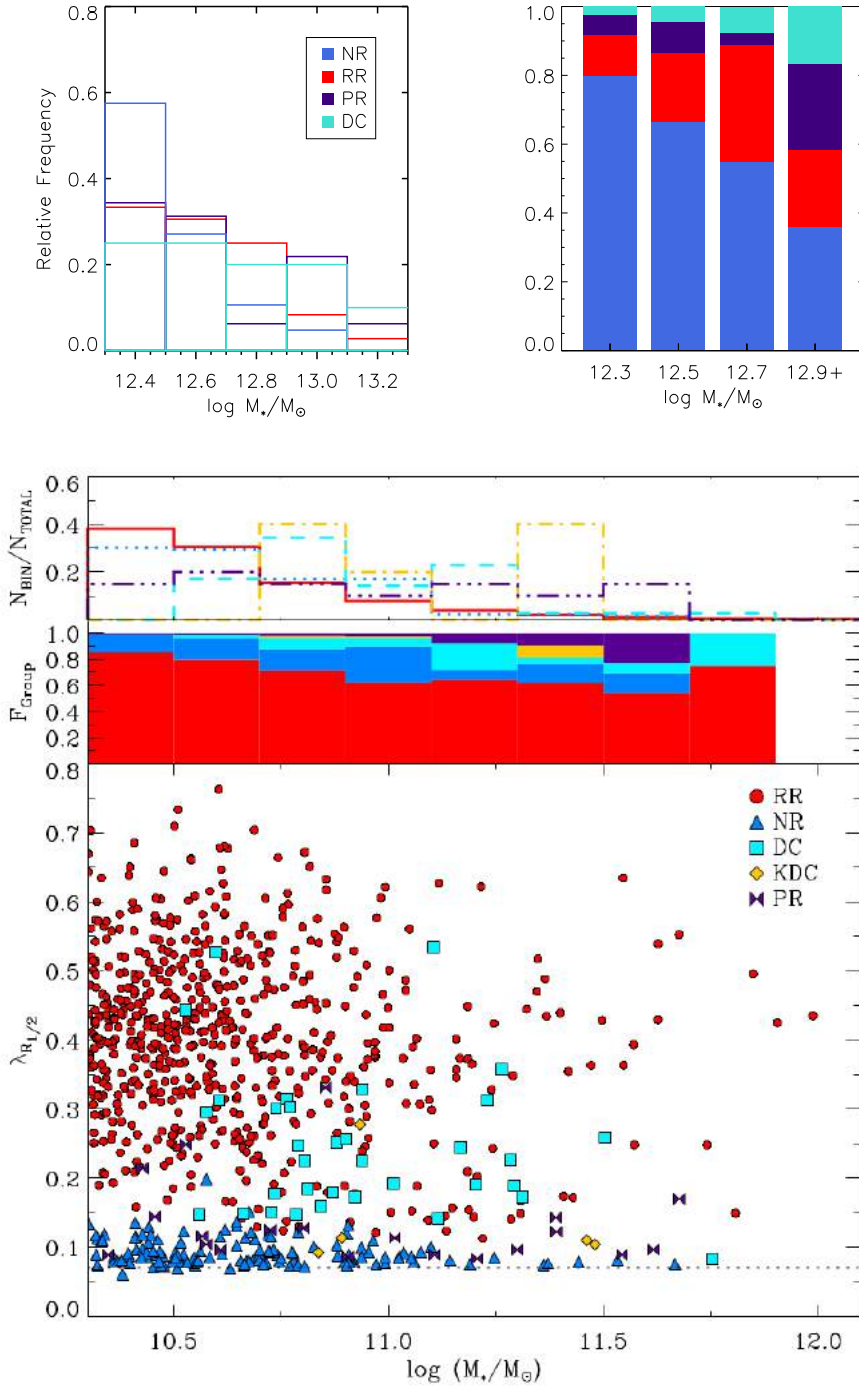 0.8
0.6
0.4
0.2
0.0
Relative Frequency
NR
RR
PR
DC
12.4 12.6 12.8 13.0 13.2
log M*/M⊙
1.0
0.8
0.6
0.4
0.2
0.0
12.3 12.5 12.7 12.9+
log M*/M⊙
0.6
0.4
0.2
N_BIN/N_TOTAL
1.0
0.8
0.6
0.4
0.2
F_Group
0.8
0.7
0.6
0.5
0.4
0.3
0.2
0.1
0.0
λ_R1/2
RR
NR
DC
KDC
PR
10.5 11.0 11.5 12.0
log (M*/M⊙)